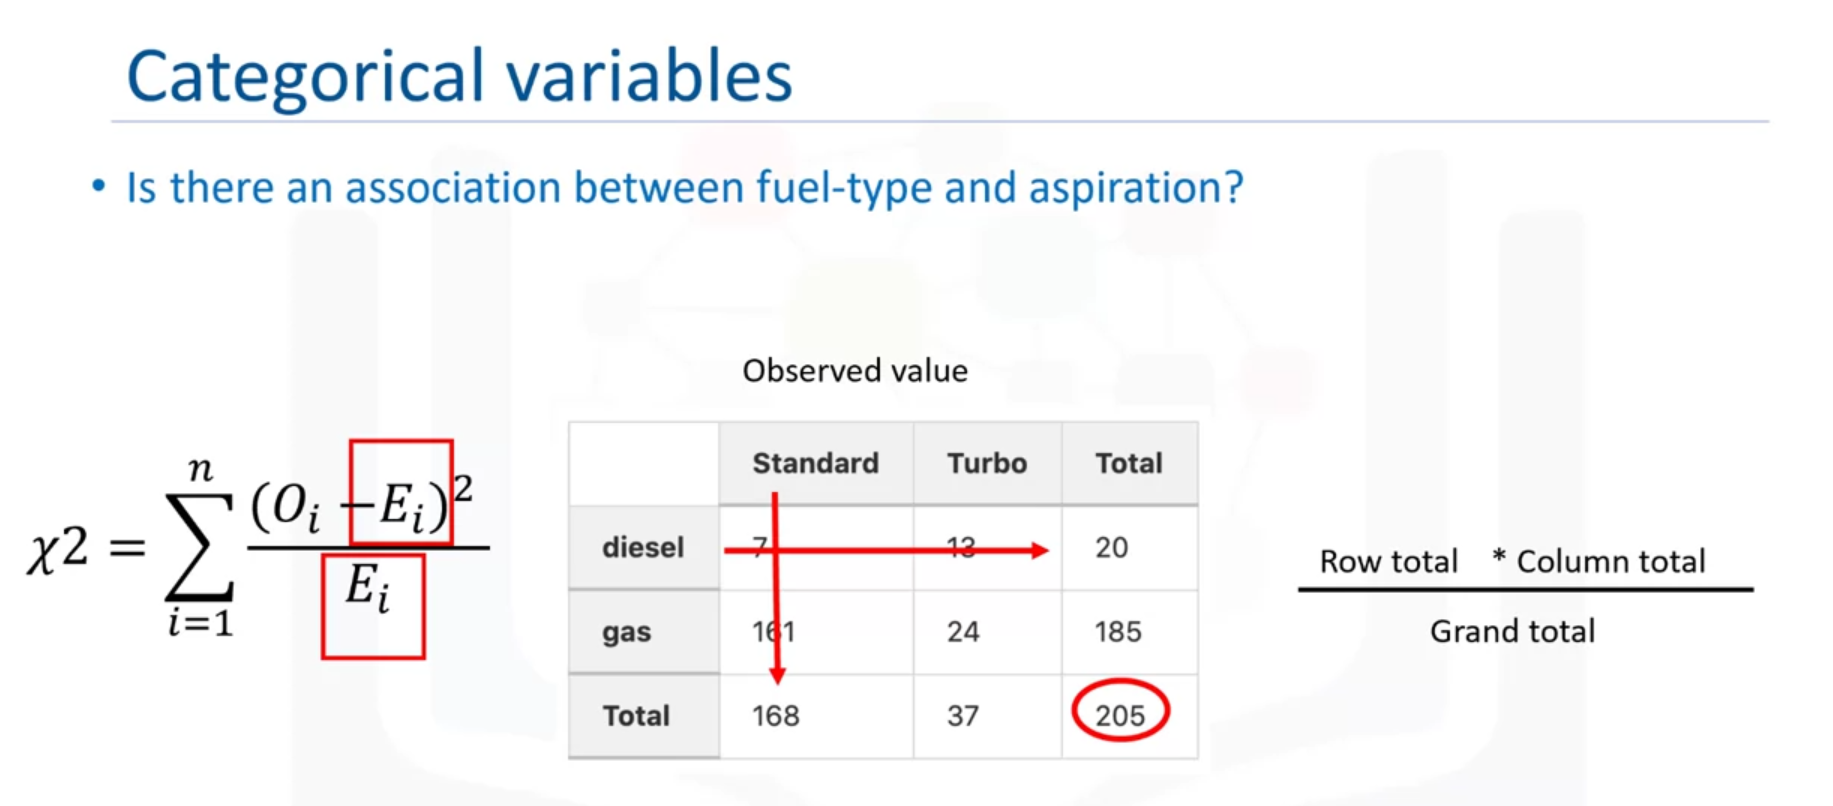 Categorical variables
• Is there an association between fuel-type and aspiration?
Observed value
χ2 = ∑ i=1 n (Oᵢ −Eᵢ)² / Eᵢ
Standard Turbo Total
diesel 7 13 20
gas 161 24 185
Total 168 37 205
Row total * Column total
Grand total